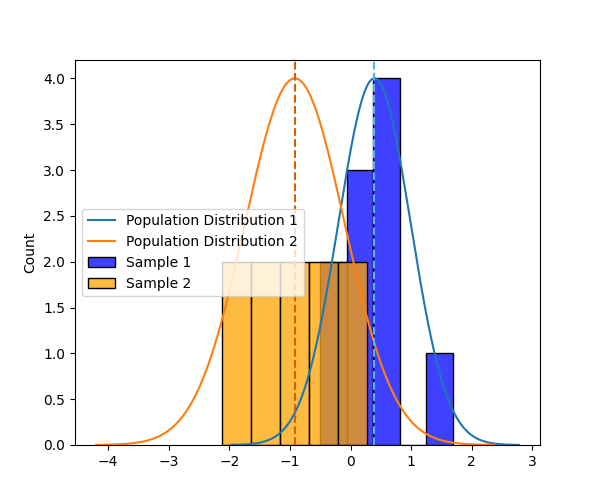 4.0
3.5
3.0
2.5
2.0
1.5
1.0
0.5
0.0
Count
Population Distribution 1
Population Distribution 2
Sample 1
Sample 2
−4 −3 −2 −1 0 1 2 3